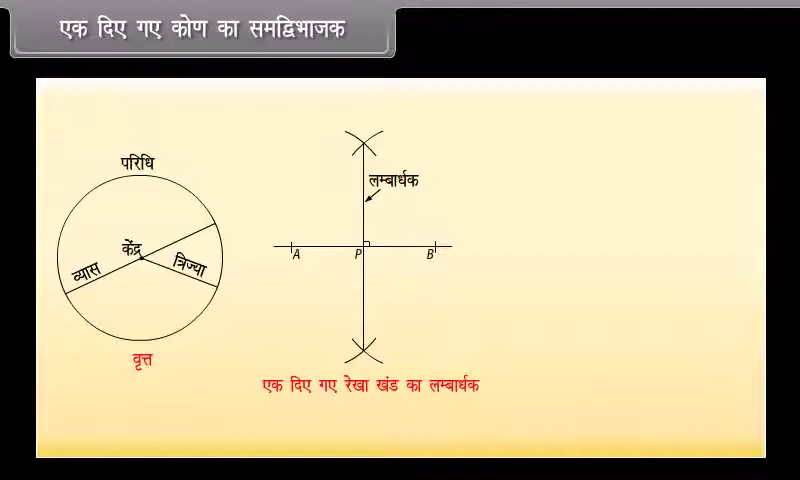 एक दिए गए कोण का समद्विभाजक
परिधि
केंद्र
व्यास
त्रिज्या
वृत्त
लम्बार्धक
A P B
एक दिए गए रेखा खंड का लम्बार्धक